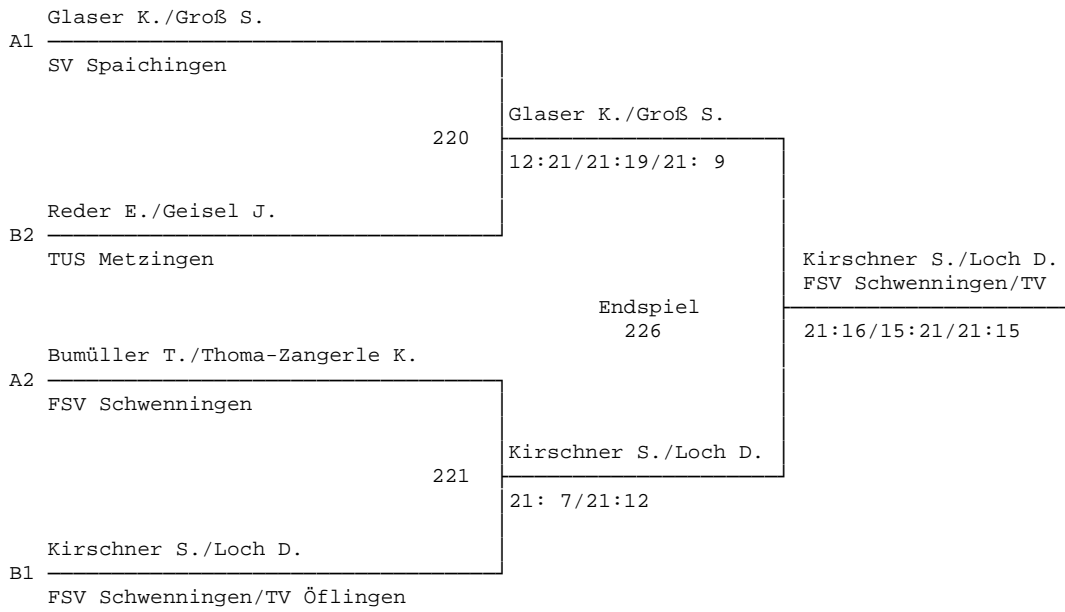 Glaser K./Groß S.
A1
SV Spaichingen
Glaser K./Groß S.
220
12:21/21:19/21: 9
Reder E./Geisel J.
B2
TUS Metzingen
Kirschner S./Loch D.
FSV Schwenningen/TV
Endspiel
226
21:16/15:21/21:15
Bumüller T./Thoma-Zangerle K.
A2
FSV Schwenningen
Kirschner S./Loch D.
221
21: 7/21:12
Kirschner S./Loch D.
B1
FSV Schwenningen/TV Öflingen